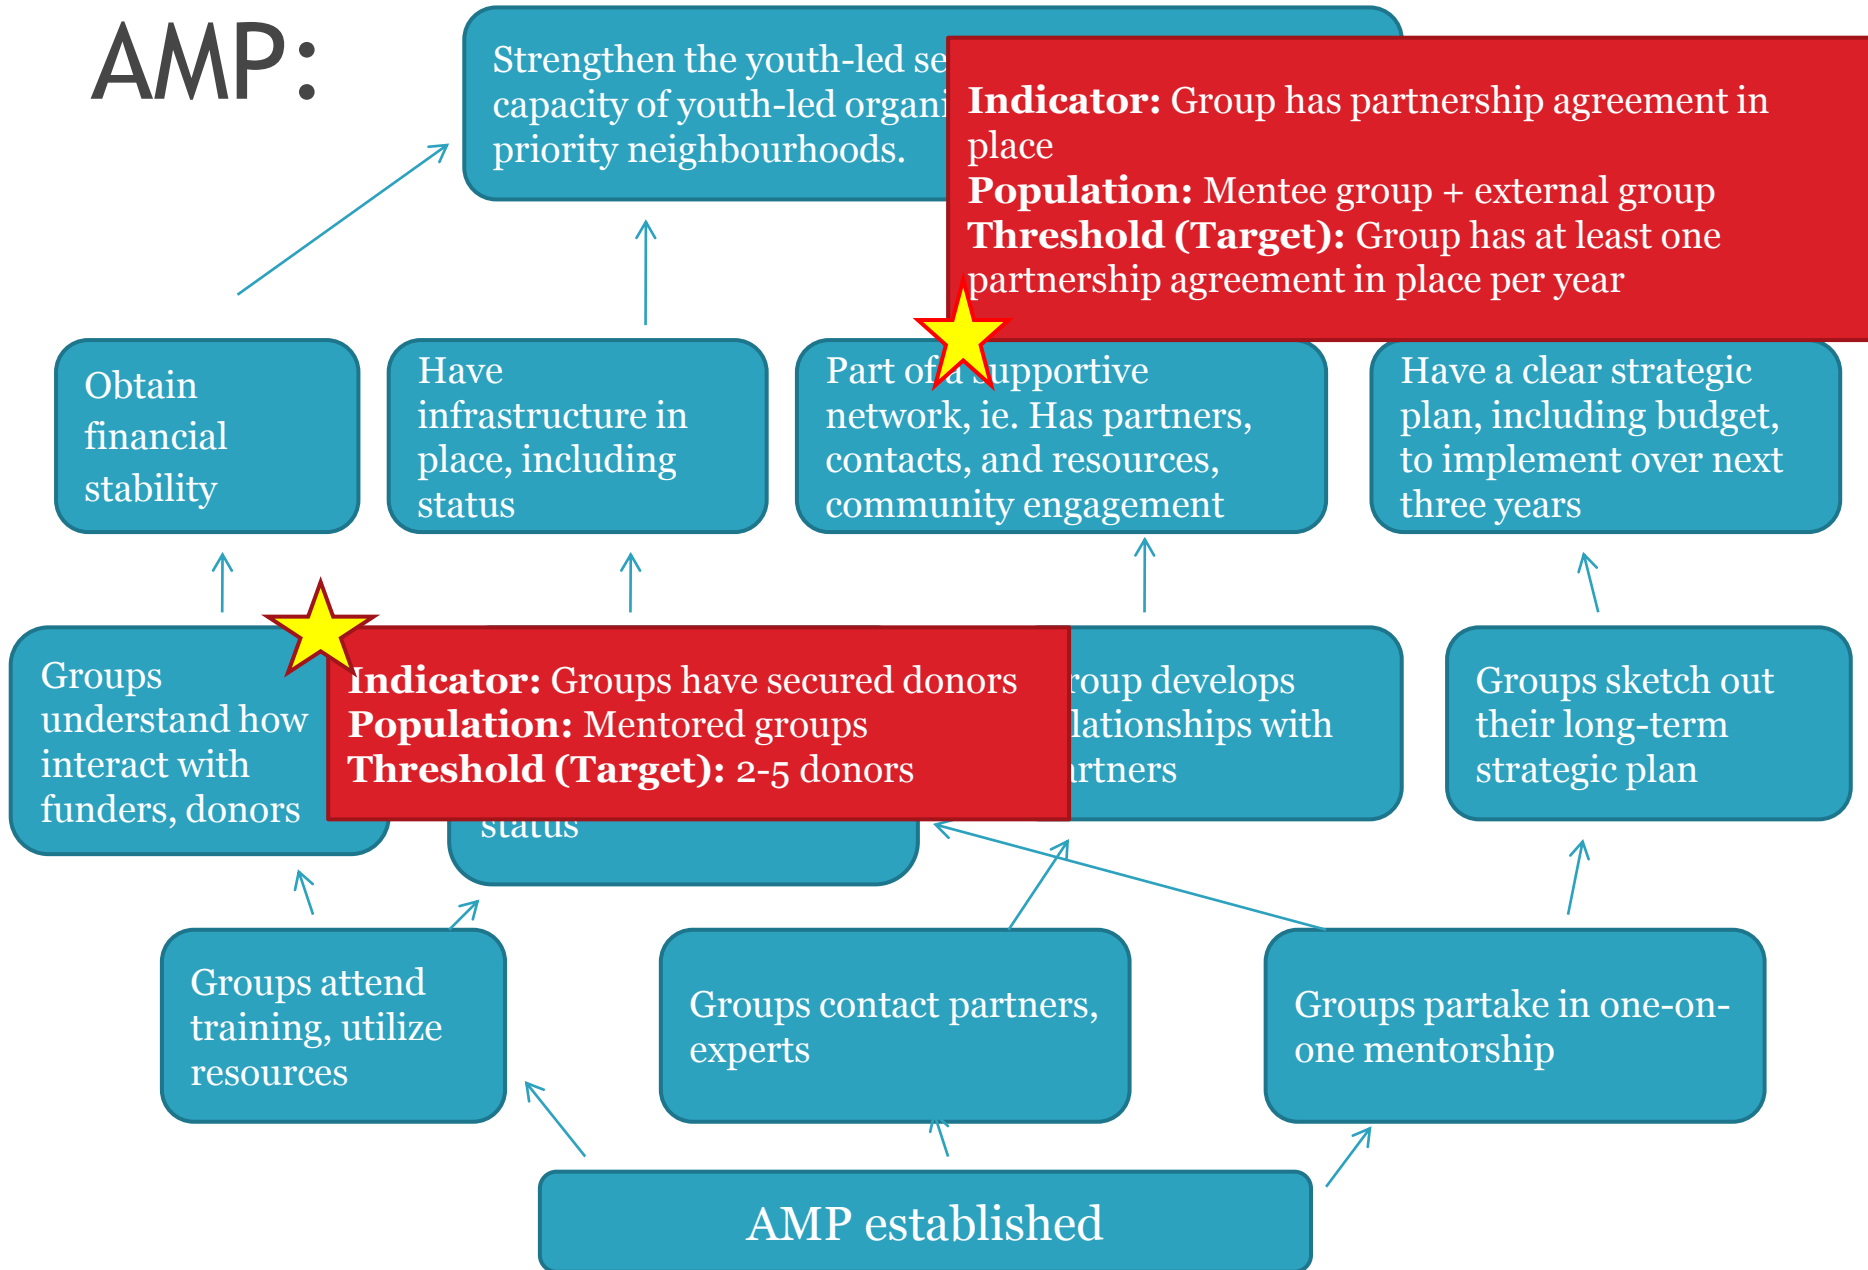 AMP:
Strengthen the youth-led
capacity of youth-led
priority neighbourhoods.
Indicator: Group has partnership agreement in
place
Population: Mentee group + external group
Threshold (Target): Group has at least one
partnership agreement in place per year
Obtain
financial
stability
Have
infrastructure in
place, including
status
Part of a supportive
network, ie. Has partners,
contacts, and resources,
community engagement
Have a clear strategic
plan, including budget,
to implement over next
three years
Groups
understand how
interact with
funders, donors
Indicator: Groups have secured donors
Population: Mentored groups
Threshold (Target): 2-5 donors
status
develops
with
Groups sketch out
their long-term
strategic plan
Groups attend
training, utilize
resources
Groups contact partners,
experts
Groups partake in one-on-
one mentorship
AMP established